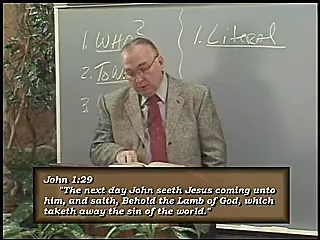 1. WHO?
1. Literal
2. To W
3
John 1:29
"The next day John seeth Jesus coming unto
him, and saith, Behold the Lamb of God, which
taketh away the sin of the world."